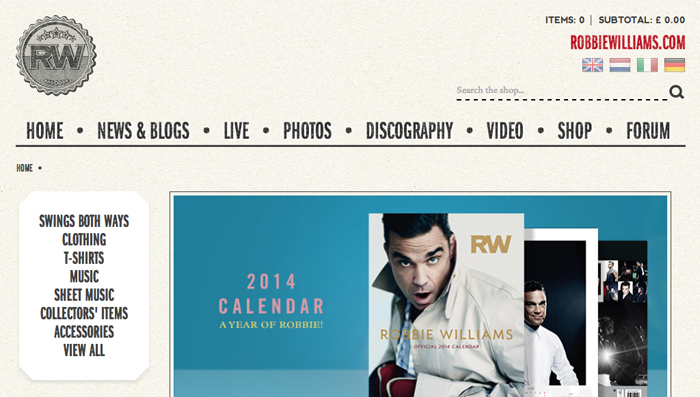 RW
ITEMS: 0 | SUBTOTAL: £ 0.00
ROBBIEWILLIAMS.COM
Search the shop...
HOME • NEWS & BLOGS • LIVE • PHOTOS • DISCOGRAPHY • VIDEO • SHOP • FORUM
HOME •
SWINGS BOTH WAYS
CLOTHING
T-SHIRTS
MUSIC
SHEET MUSIC
COLLECTORS' ITEMS
ACCESSORIES
VIEW ALL
2014
CALENDAR
A YEAR OF ROBBIE!
RW
ROBBIE WILLIAMS
• OFFICIAL 2014 CALENDAR •